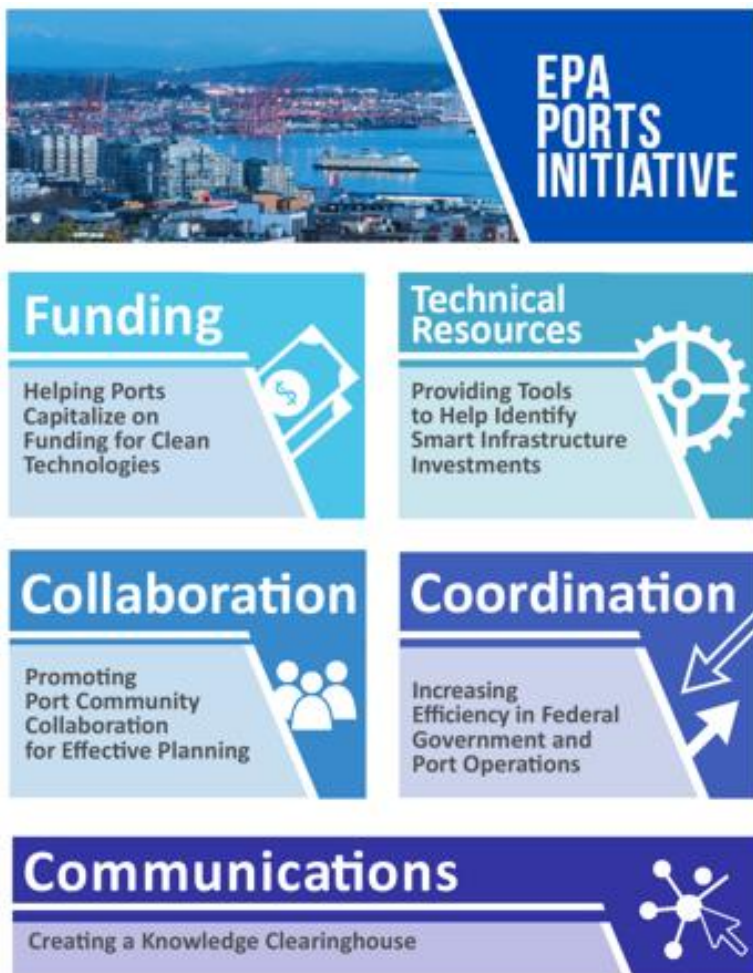 EPA
PORTS
INITIATIVE
Funding
Helping Ports
Capitalize on
Funding for Clean
Technologies
Technical
Resources
Providing Tools
to Help Identify
Smart Infrastructure
Investments
Collaboration
Promoting
Port Community
Collaboration
for Effective Planning
Coordination
Increasing
Efficiency in Federal
Government and
Port Operations
Communications
Creating a Knowledge Clearinghouse